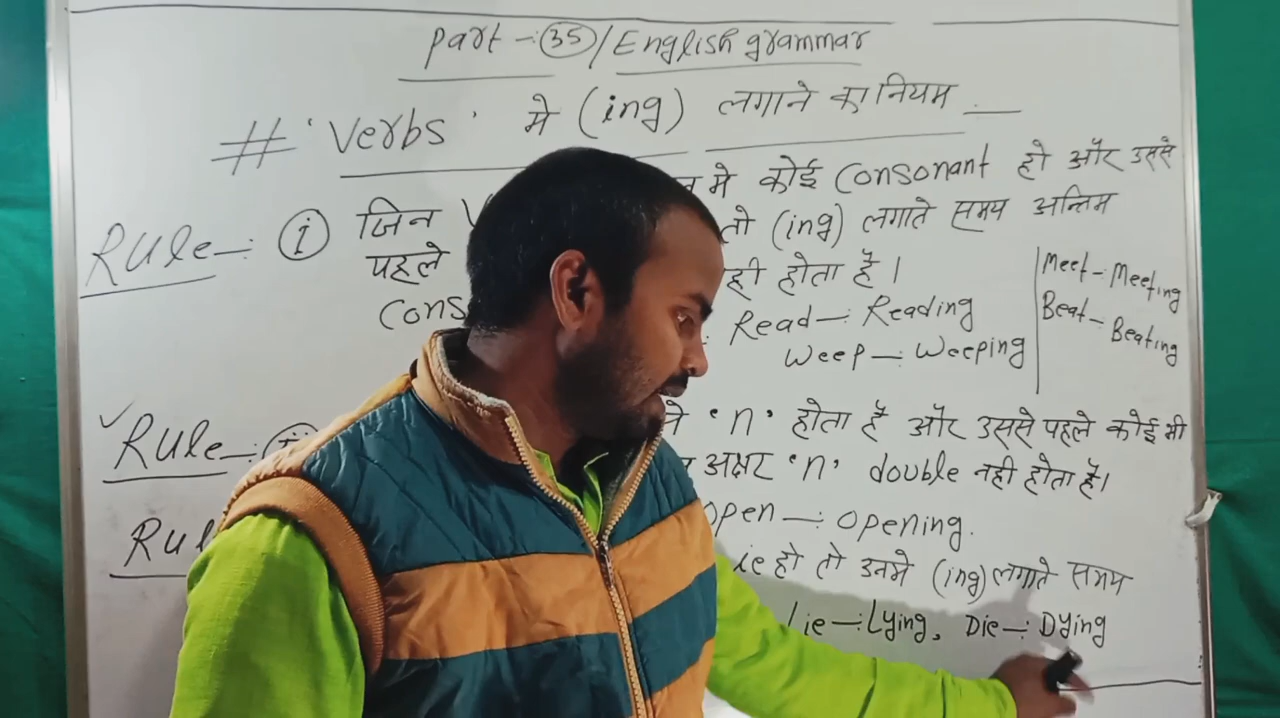 Part -: 35 / English grammar
# 'Verbs' मे (ing) लगाने का नियम
Rule -: (i) जिन मे कोई Consonant हो और उससे
पहले तो (ing) लगाते समय अन्तिम
Cons ही होता है।
Read -: Reading
Weep -: Weeping
Meet - Meeting
Beat - Beating
✓ Rule -: 'n' होता है और उससे पहले कोई भी
अक्षर 'n' double नही होता है।
open -: opening.
Rul ie हो तो उनमे (ing) लगाते समय
Lie -: Lying, Die -: Dying